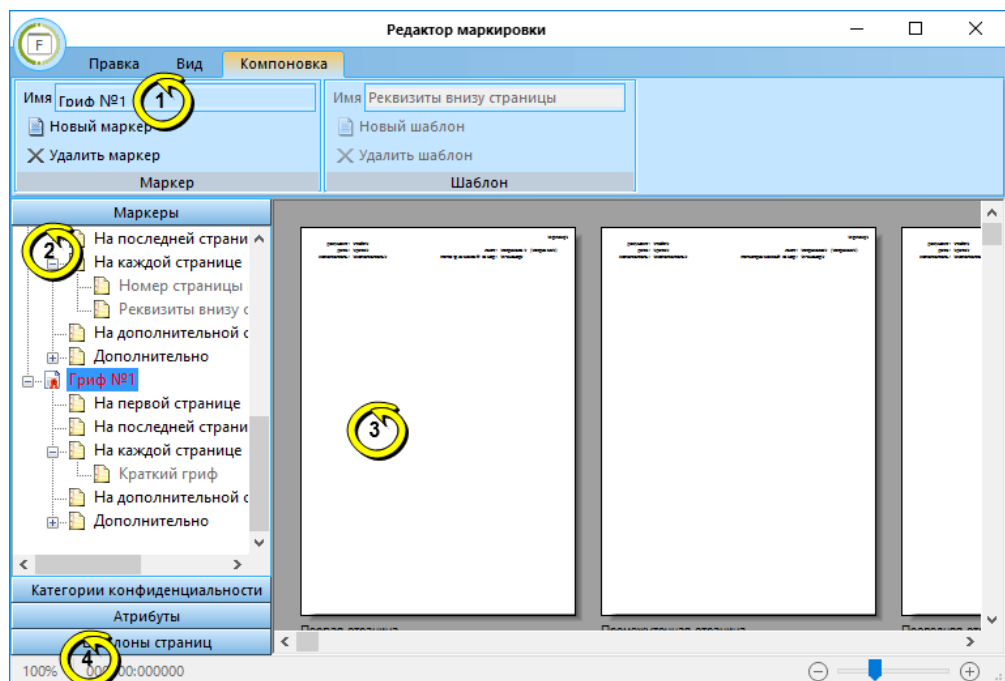 Редактор маркировки
F
Правка Вид Компоновка
Имя Гриф №1
1
Новый маркер
Удалить маркер
Маркер
Имя Реквизиты внизу страницы
Новый шаблон
Удалить шаблон
Шаблон
Маркеры
2
На последней страни
На каждой странице
Номер страницы
Реквизиты внизу с
На дополнительной с
Дополнительно
Гриф №1
На первой странице
На последней страни
На каждой странице
Краткий гриф
На дополнительной с
Дополнительно
Категории конфиденциальности
Атрибуты
лоны страниц
3
4
100%